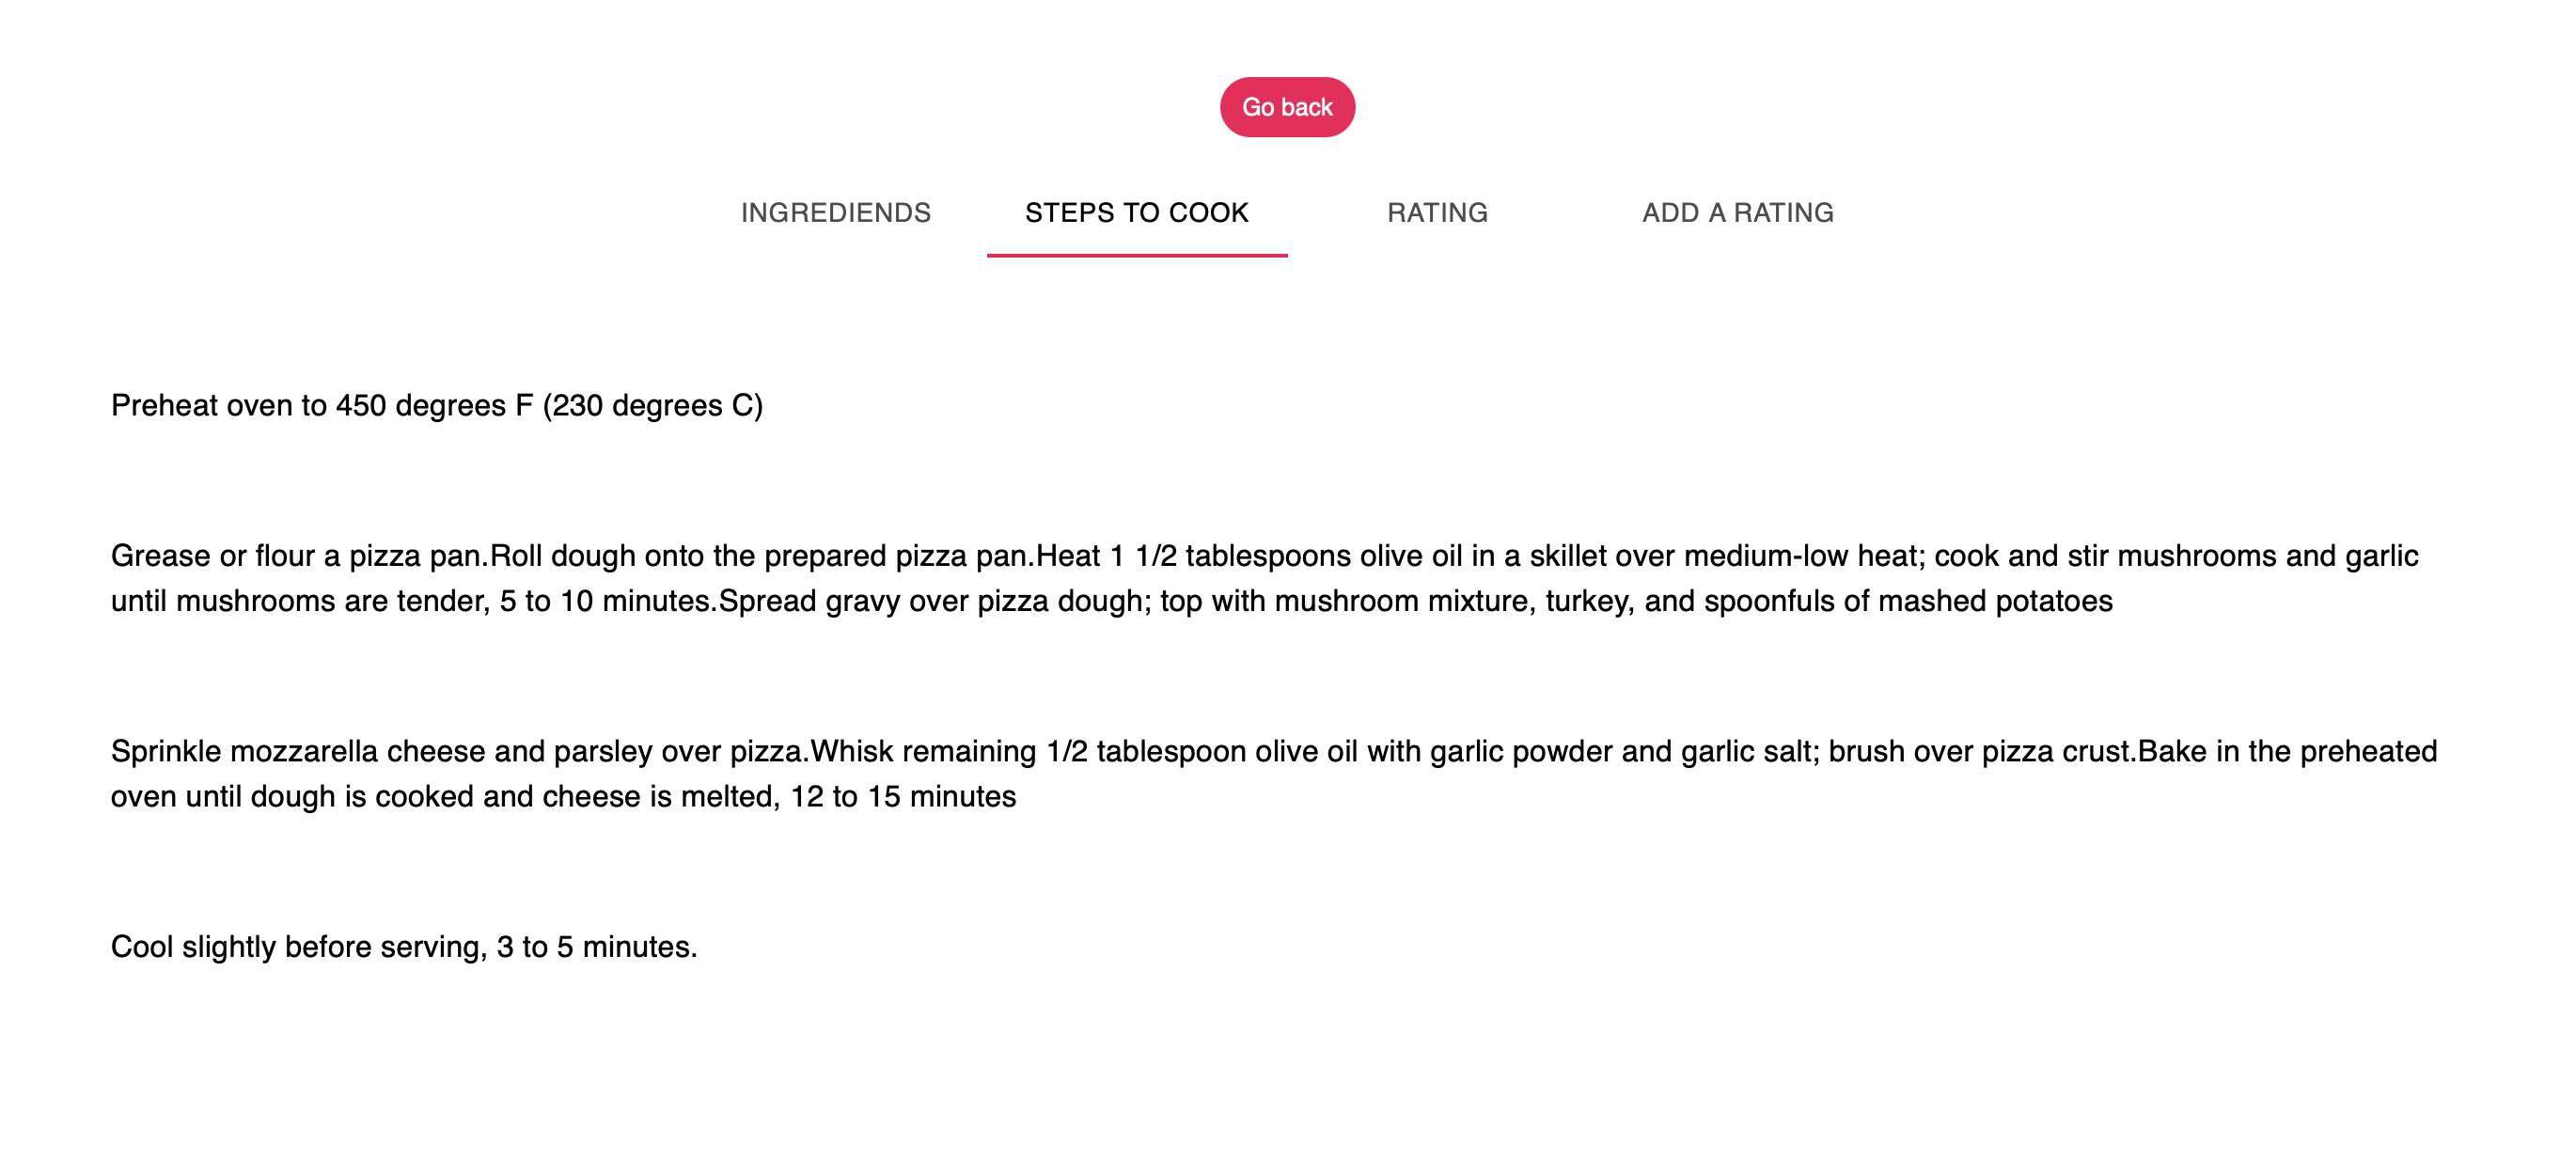 Go back
INGREDIENDS
STEPS TO COOK
RATING
ADD A RATING
Preheat oven to 450 degrees F (230 degrees C)
Grease or flour a pizza pan.Roll dough onto the prepared pizza pan.Heat 1 1/2 tablespoons olive oil in a skillet over medium-low heat; cook and stir mushrooms and garlic
until mushrooms are tender, 5 to 10 minutes.Spread gravy over pizza dough; top with mushroom mixture, turkey, and spoonfuls of mashed potatoes
Sprinkle mozzarella cheese and parsley over pizza.Whisk remaining 1/2 tablespoon olive oil with garlic powder and garlic salt; brush over pizza crust.Bake in the preheated
oven until dough is cooked and cheese is melted, 12 to 15 minutes
Cool slightly before serving, 3 to 5 minutes.